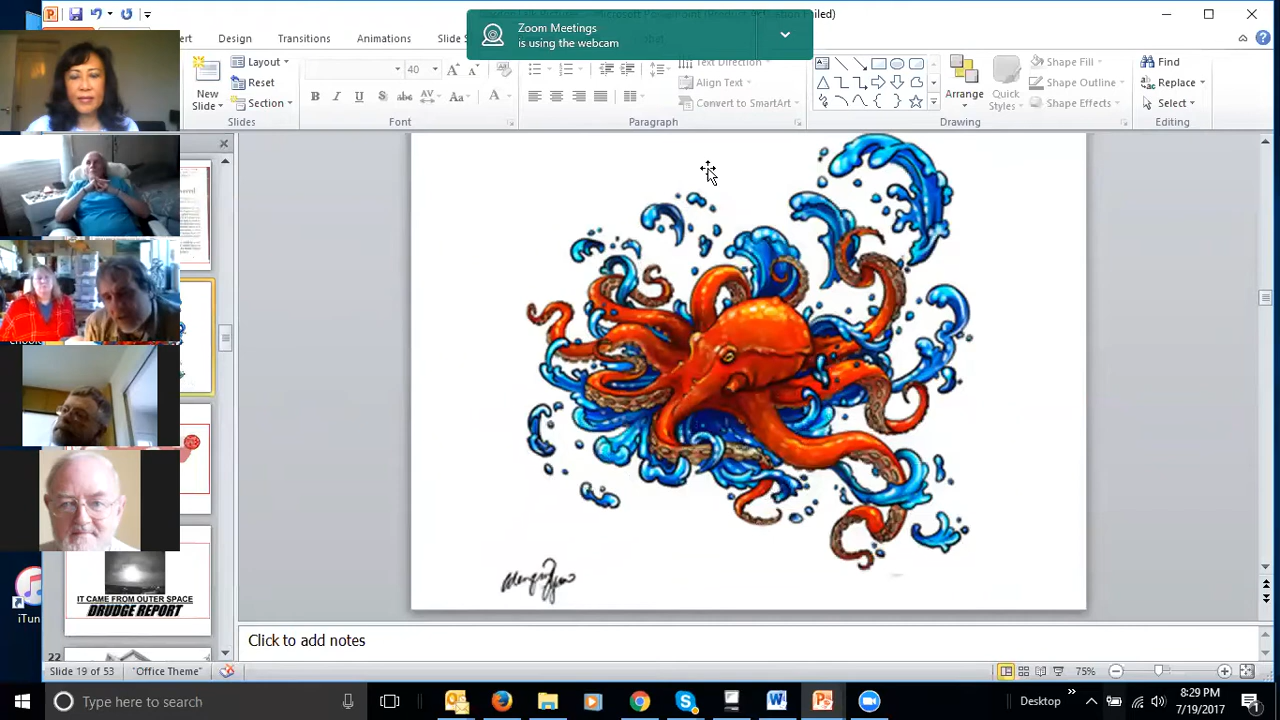 Zoom Meetings
is using the webcam
Failed)
Design
Transitions
Animations
Layout
Reset
Section
New
Slide
Slides
40
Font
Text Direction
Align Text
Convert to SmartArt
Paragraph
Arrange
Quick
Styles
Shape Fill
Shape Outline
Shape Effects
Drawing
Find
Replace
Select
Editing
IT CAME FROM OUTER SPACE
DRUDGE REPORT
22
Click to add notes
Slide 19 of 53
"Office Theme"
75%
iTun
Type here to search
Desktop
8:29 PM
7/19/2017